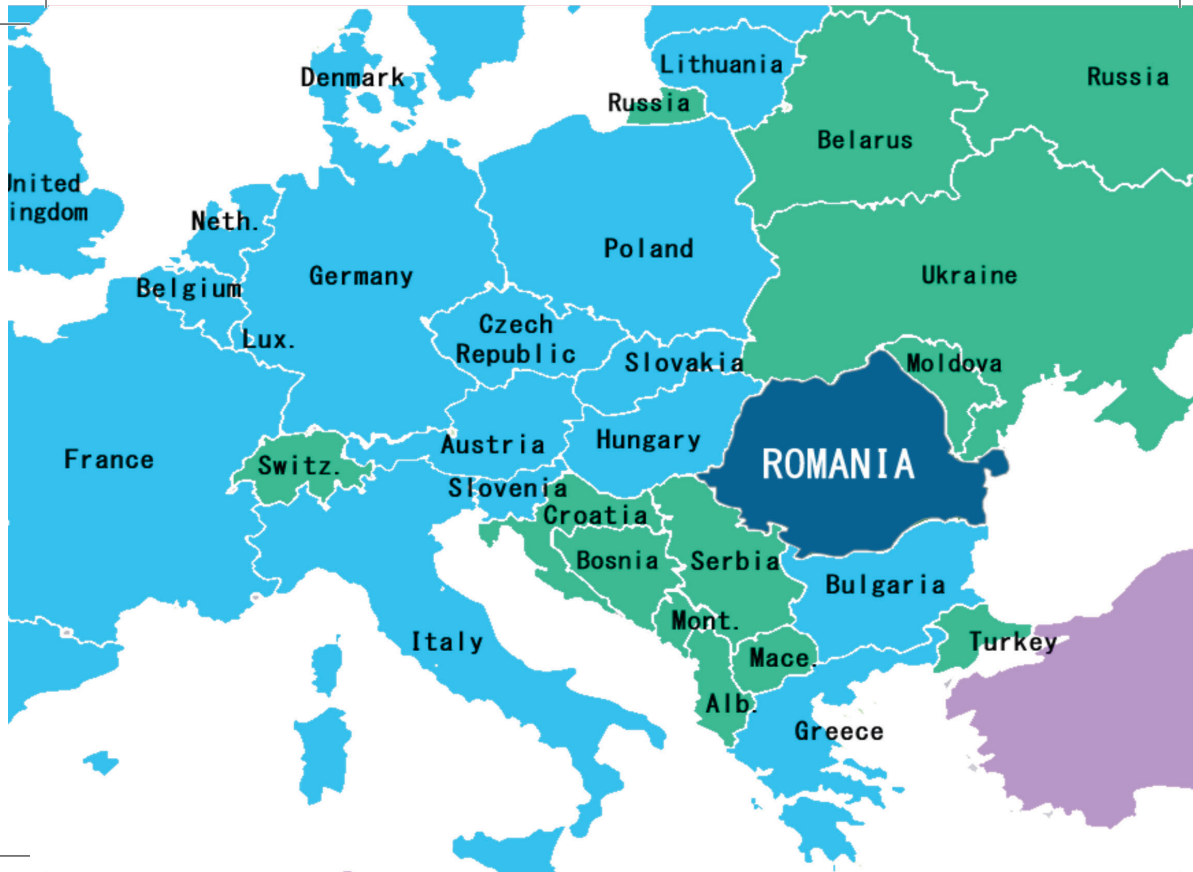 Denmark
Lithuania
Russia
Russia
Belarus
United
ingdom
Neth.
Poland
Germany
Ukraine
Belgium
Czech
Republic
Lux.
Slovakia
Moldova
France
Switz.
Austria
Hungary
ROMANIA
Slovenia
Croatia
Bosnia
Serbia
Bulgaria
Mont.
Italy
Turkey
Mace.
Alb.
Greece